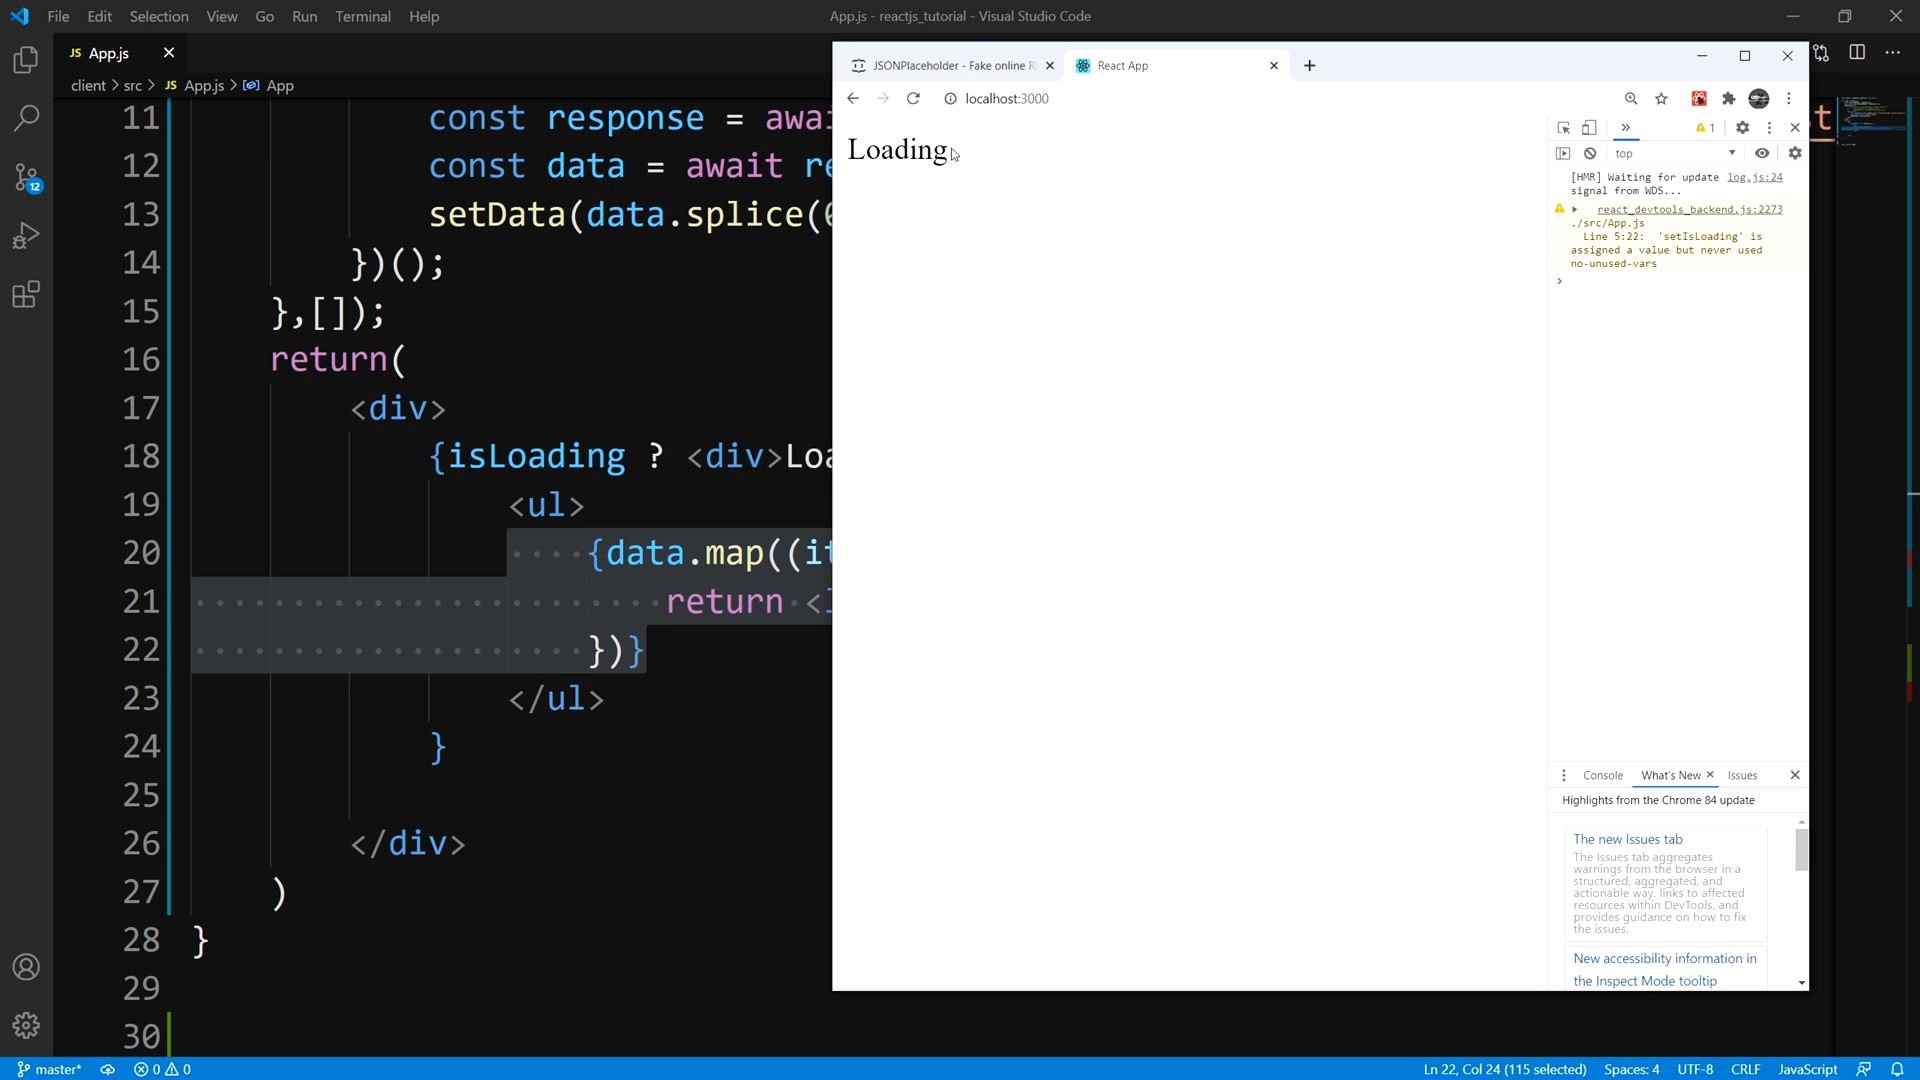 File Edit Selection View Go Run Terminal Help
App.js - reactjs_tutorial - Visual Studio Code
JS App.js
client > src > JS App.js > App
11 const response = awai
12 const data = await re
13 setData(data.splice(0
14 })();
15 },[]);
16 return(
17 <div>
18 {isLoading ? <div>Loa
19 <ul>
20 {data.map((it
21 return <l
22 })}
23 </ul>
24 }
25
26 </div>
27 )
28 }
29
30
JSONPlaceholder - Fake online RE
React App
localhost:3000
Loading
1
top
[HMR] Waiting for update log.js:24
signal from WDS...
react_devtools_backend.js:2273
./src/App.js
Line 5:22: 'setIsLoading' is
assigned a value but never used
no-unused-vars
Console What's New Issues
Highlights from the Chrome 84 update
The new Issues tab
The Issues tab aggregates
warnings from the browser in a
structured, aggregated, and
actionable way, links to affected
resources within DevTools, and
provides guidance on how to fix
the issues.
New accessibility information in
the Inspect Mode tooltip
12
master* 0 0
Ln 22, Col 24 (115 selected) Spaces: 4 UTF-8 CRLF JavaScript